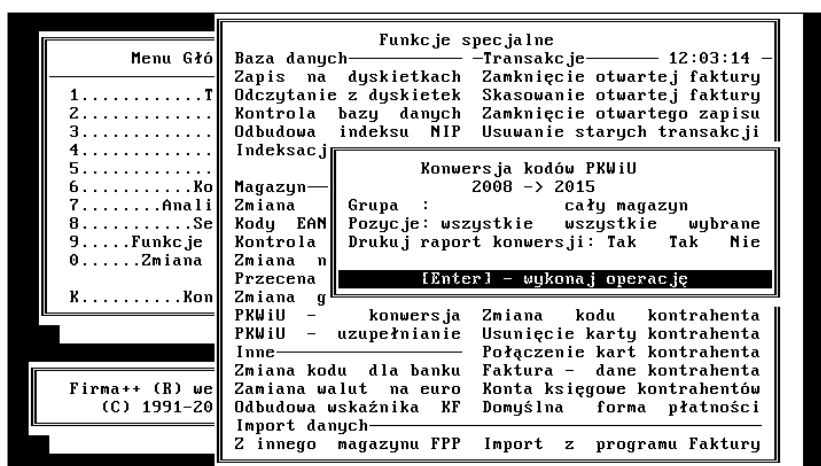 Funkcje specjalne
Menu Głó
Baza danych -Transakcje 12:03:14 -
Zapis na dyskietkach Zamknięcie otwartej faktury
1............T Odczytanie z dyskietek Skasowanie otwartej faktury
2............. Kontrola bazy danych Zamknięcie otwartego zapisu
3............. Odbudowa indeksu NIP Usuwanie starych transakcji
4............. Indeksacj
5.............
Konwersja kodów PKWiU
6...........Ko Magazyn 2008 -> 2015
7........Anali Zmiana Grupa : cały magazyn
8...........Se Kody EAN Pozycje: wszystkie wszystkie wybrane
9.....Funkcje Kontrola Drukuj raport konwersji: Tak Tak Nie
0......Zmiana Zmiana n
Przecena [Enter] - wykonaj operację
K..........Kon Zmiana g
PKWiU - konwersja Zmiana kodu kontrahenta
PKWiU - uzupełnianie Usunięcie karty kontrahenta
Inne Połączenie kart kontrahenta
Zmiana kodu dla banku Faktura - dane kontrahenta
Firma++ (R) we Zamiana walut na euro Konta księgowe kontrahentów
(C) 1991-20 Odbudowa wskaźnika KF Domyślna forma płatności
Import danych
Z innego magazynu FPP Import z programu Faktury